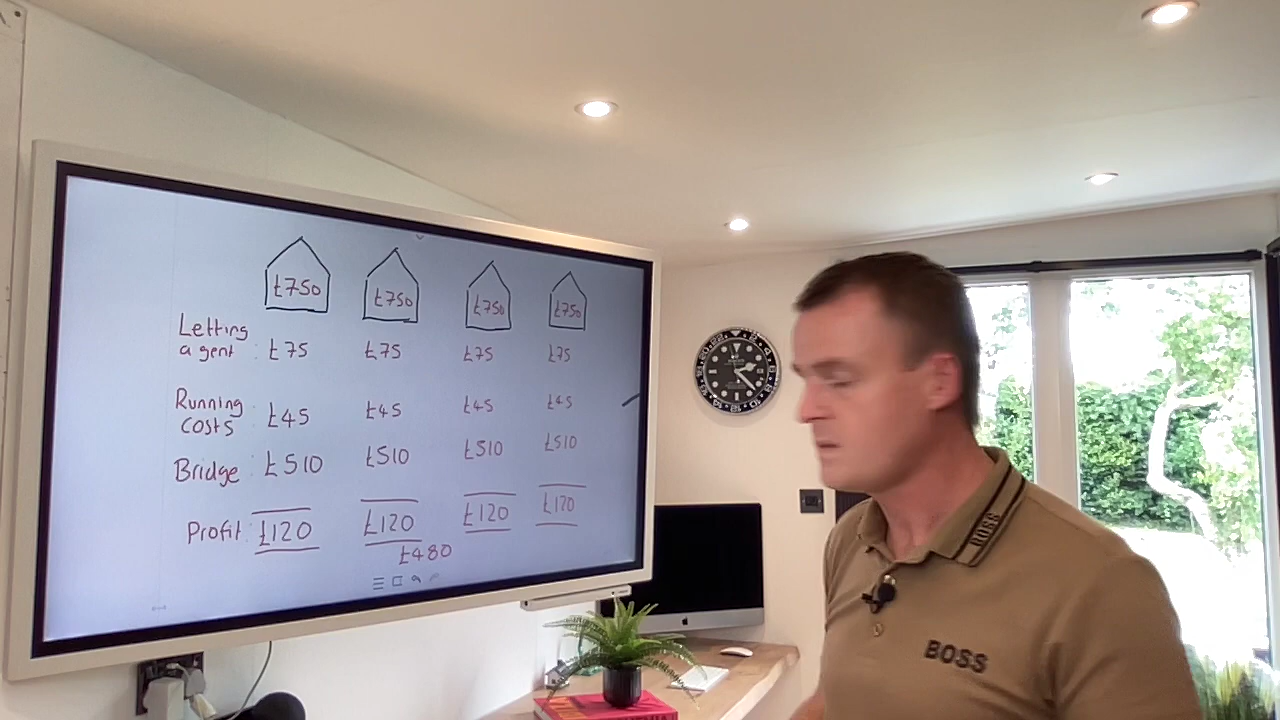 £750 £750 £750 £750
Letting
agent : £75 £75 £75 £75
Running
costs : £45 £45 £45 £45
Bridge : £510 £510 £510 £510
Profit : £120 £120 £120 £120
£480
BOSS
BOSS